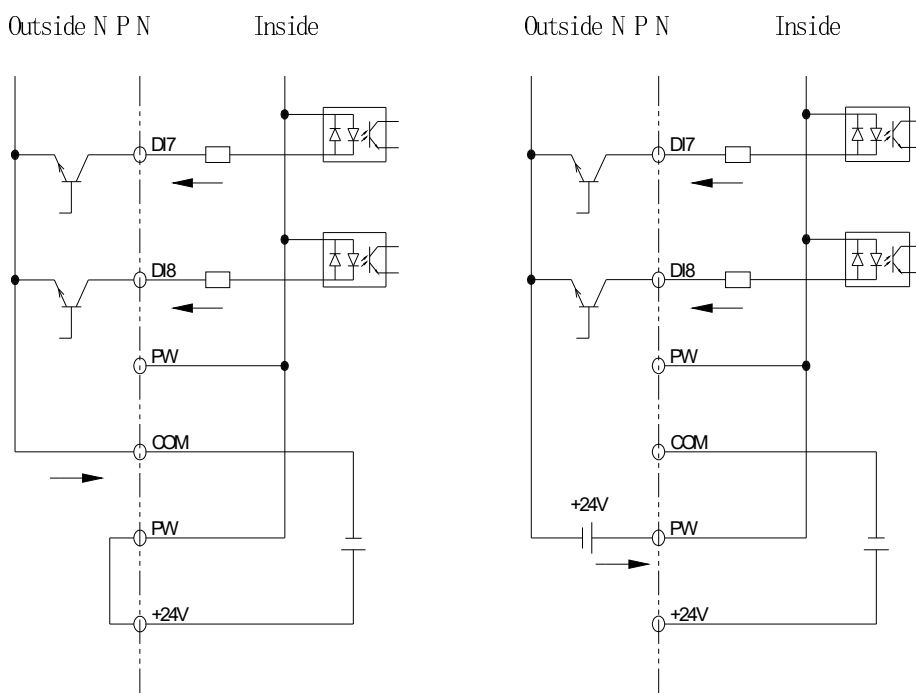 Outside N P N Inside
DI7
DI8
PW
COM
PW
+24V
Outside N P N Inside
DI7
DI8
PW
COM
+24V
PW
+24V